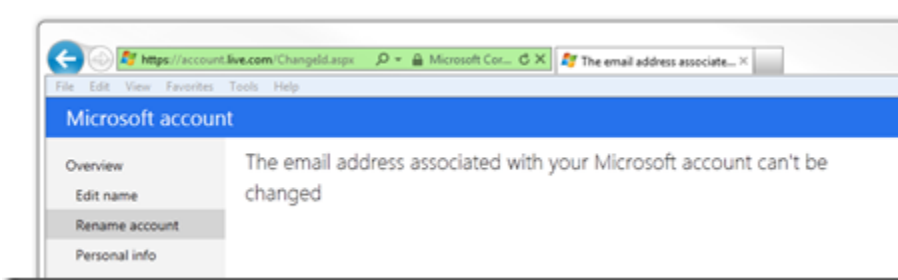 https://account.live.com/ChangeId.aspx Microsoft Cor... The email address associate...
File Edit View Favorites Tools Help
Microsoft account
Overview
Edit name
Rename account
Personal info
The email address associated with your Microsoft account can't be
changed